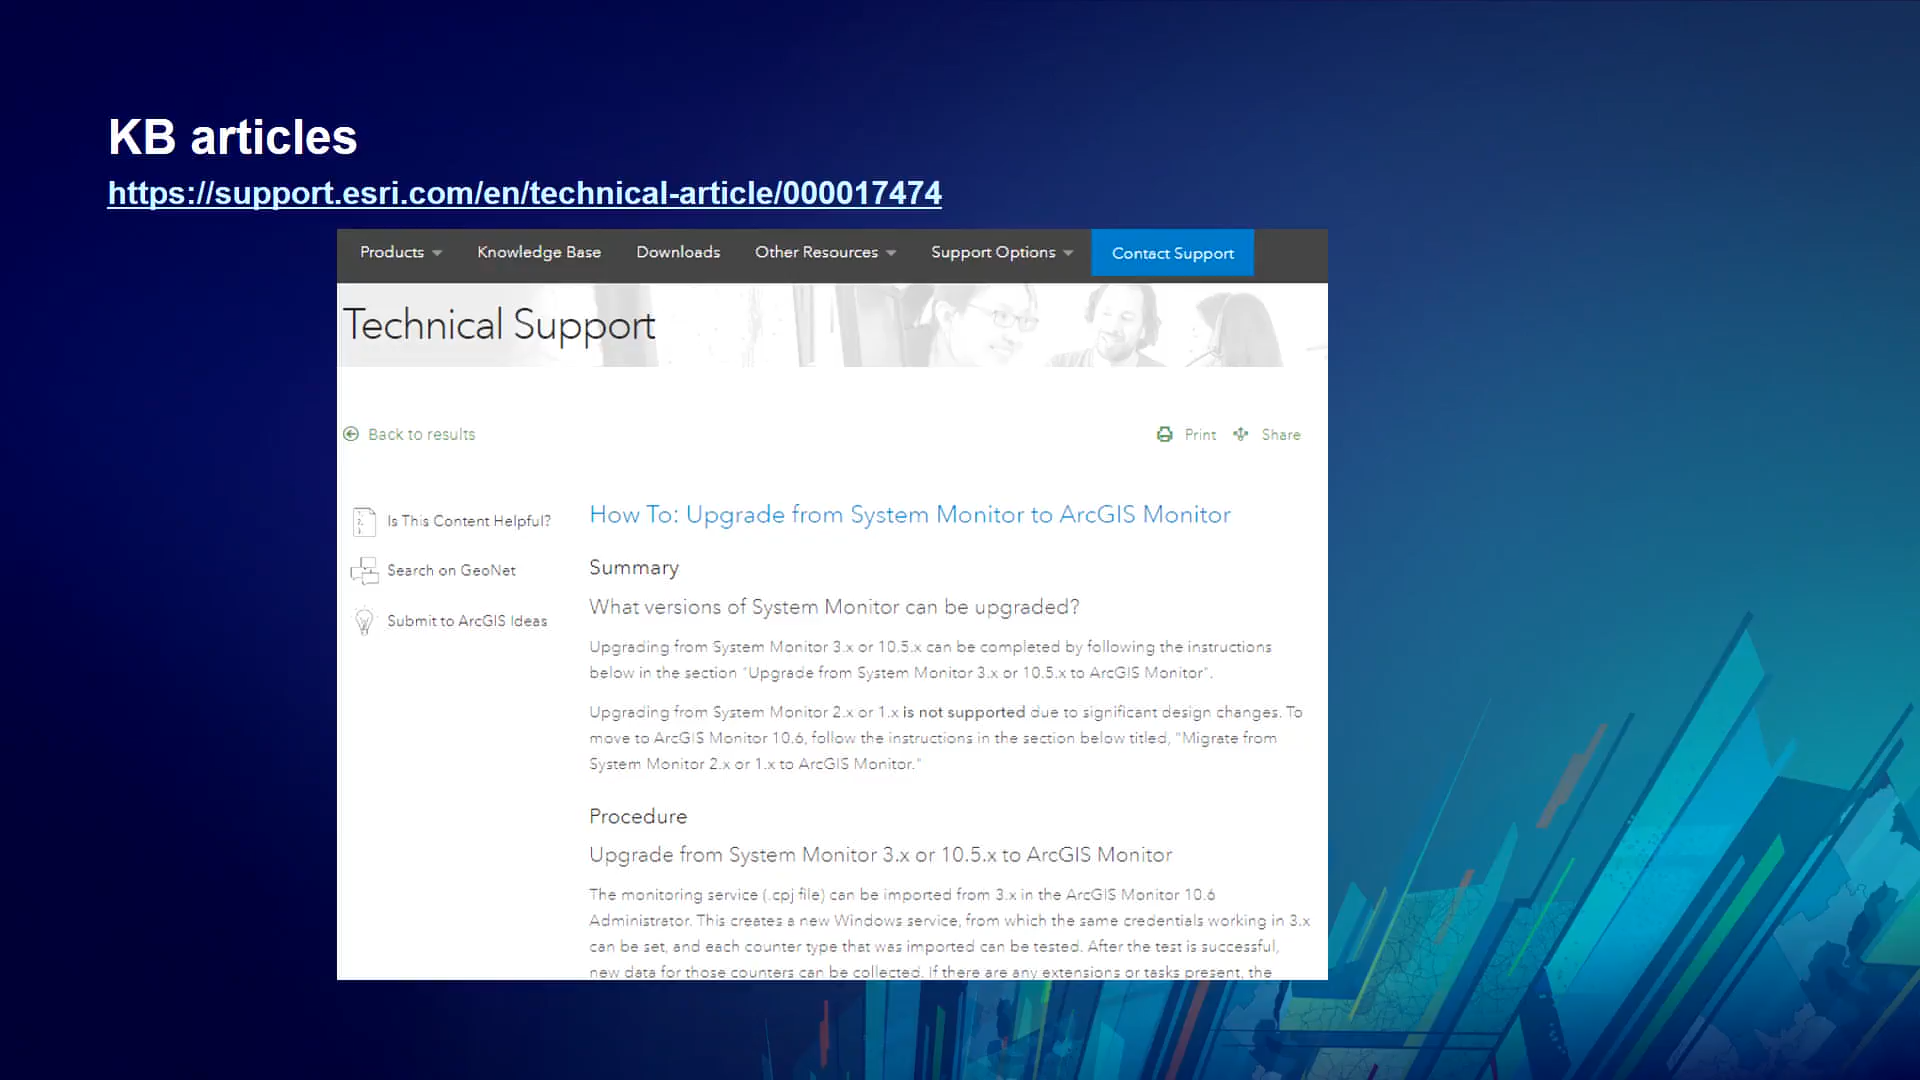 KB articles
https://support.esri.com/en/technical-article/000017474
Products Knowledge Base Downloads Other Resources Support Options Contact Support
Technical Support
Back to results
Print Share
Is This Content Helpful?
Search on GeoNet
Submit to ArcGIS Ideas
How To: Upgrade from System Monitor to ArcGIS Monitor
Summary
What versions of System Monitor can be upgraded?
Upgrading from System Monitor 3.x or 10.5.x can be completed by following the instructions
below in the section "Upgrade from System Monitor 3.x or 10.5.x to ArcGIS Monitor".
Upgrading from System Monitor 2.x or 1.x is not supported due to significant design changes. To
move to ArcGIS Monitor 10.6, follow the instructions in the section below titled, "Migrate from
System Monitor 2.x or 1.x to ArcGIS Monitor."
Procedure
Upgrade from System Monitor 3.x or 10.5.x to ArcGIS Monitor
The monitoring service (.cpj file) can be imported from 3.x in the ArcGIS Monitor 10.6
Administrator. This creates a new Windows service, from which the same credentials working in 3.x
can be set, and each counter type that was imported can be tested. After the test is successful,
new data for those counters can be collected. If there are any extensions or tasks present, the